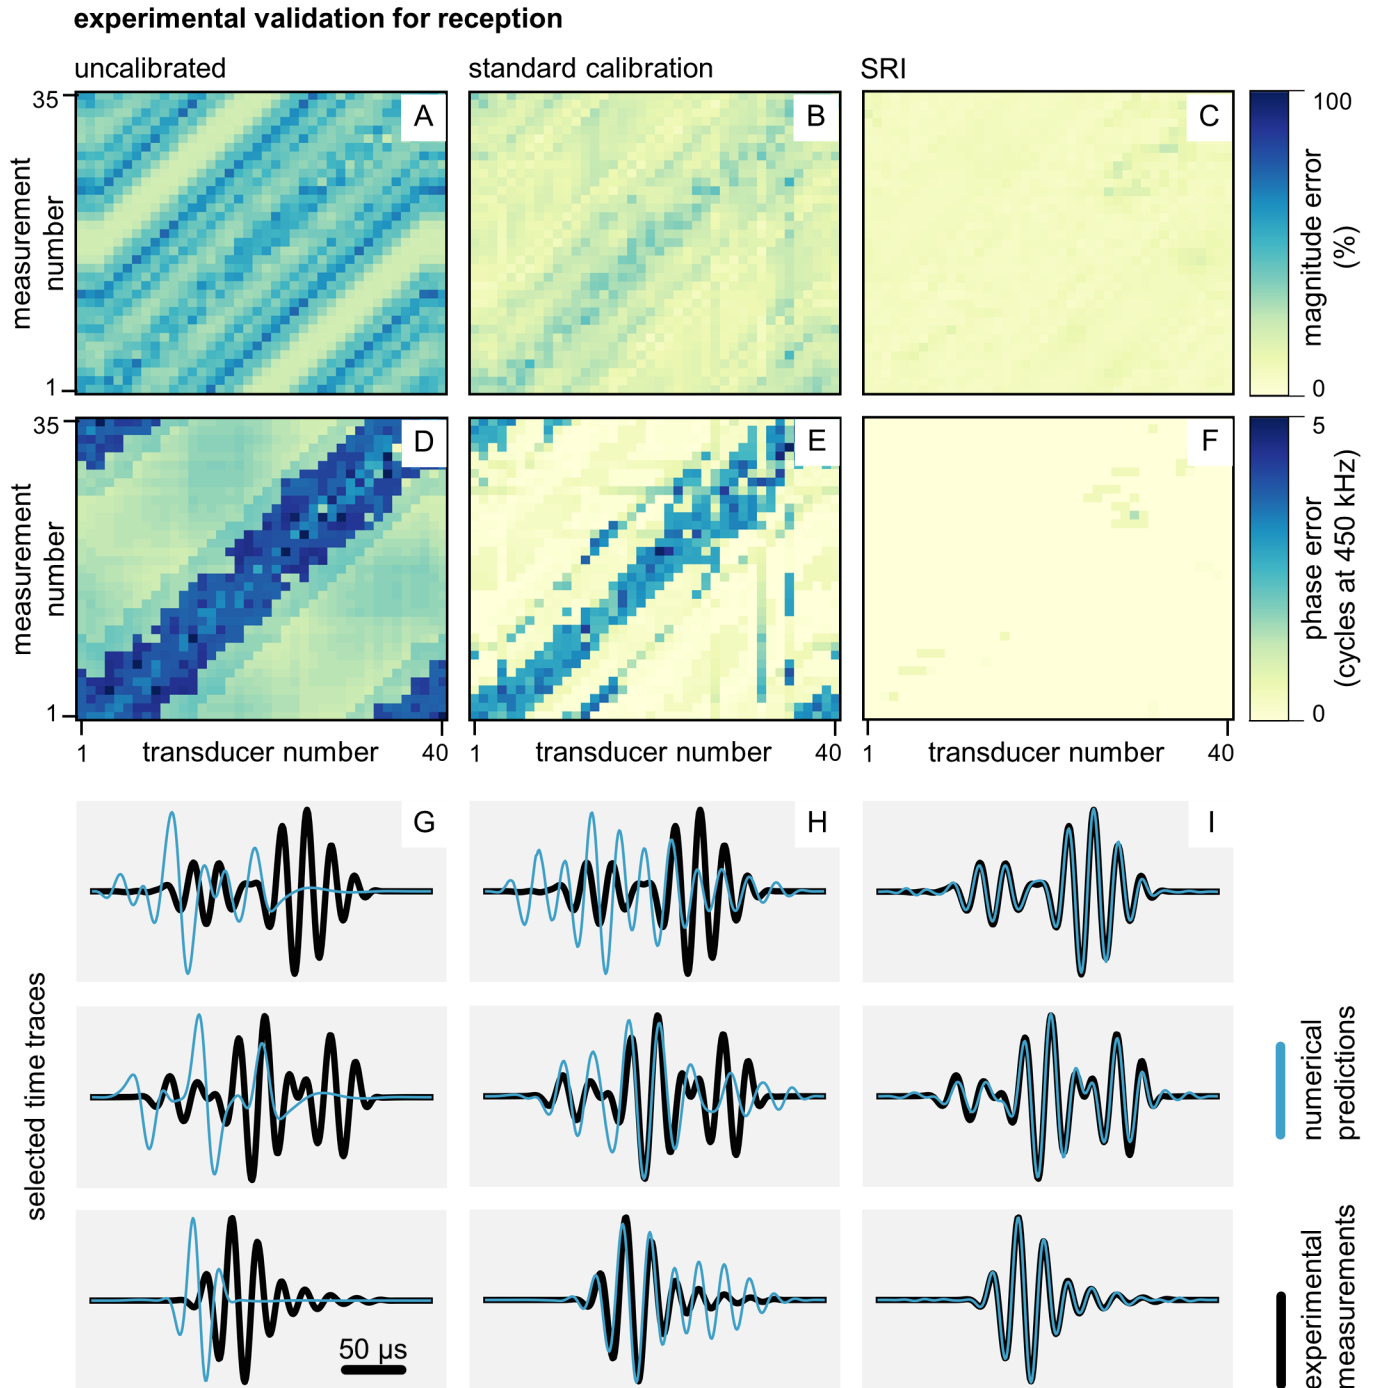 experimental validation for reception
uncalibrated
standard calibration
SRI
35
measurement
number
1
A
B
C
100
magnitude error
(%)
0
35
measurement
number
1
D
E
F
5
phase error
(cycles at 450 kHz)
0
1
transducer number
40
1
transducer number
40
1
transducer number
40
G
H
I
selected time traces
50 µs
numerical
predictions
experimental
measurements